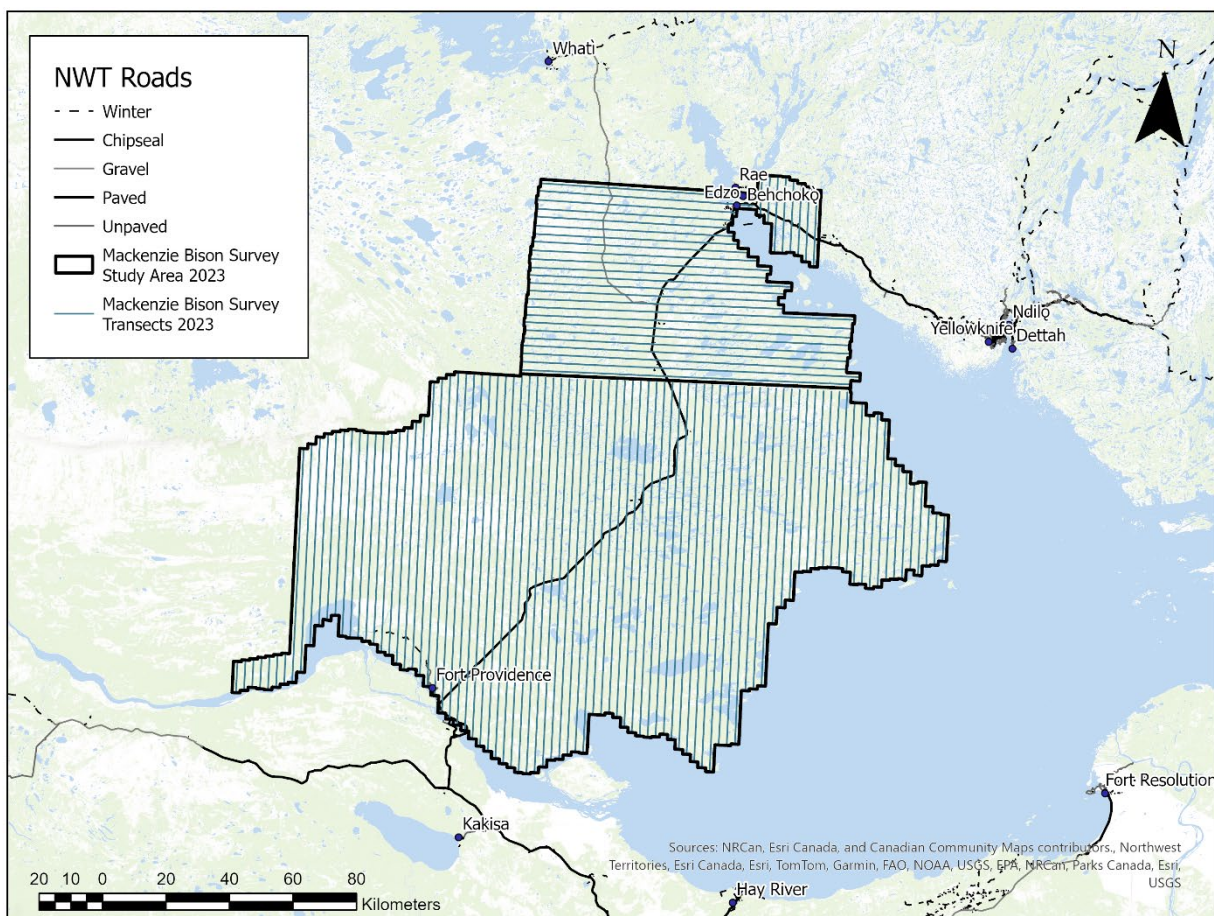 NWT Roads
Winter
Chipseal
Gravel
Paved
Unpaved
Mackenzie Bison Survey
Study Area 2023
Mackenzie Bison Survey
Transects 2023
Whatì
N
Rae
Edzo
Behchokǫ̀
Ndilǫ
Yellowknife
Dettah
Fort Providence
Fort Resolution
Kakisa
Hay River
Sources: NRCan, Esri Canada, and Canadian Community Maps contributors., Northwest
Territories, Esri Canada, Esri, TomTom, Garmin, FAO, NOAA, USGS, EPA, NRCan, Parks Canada, Esri,
USGS
20 10 0 20 40 60 80
Kilometers